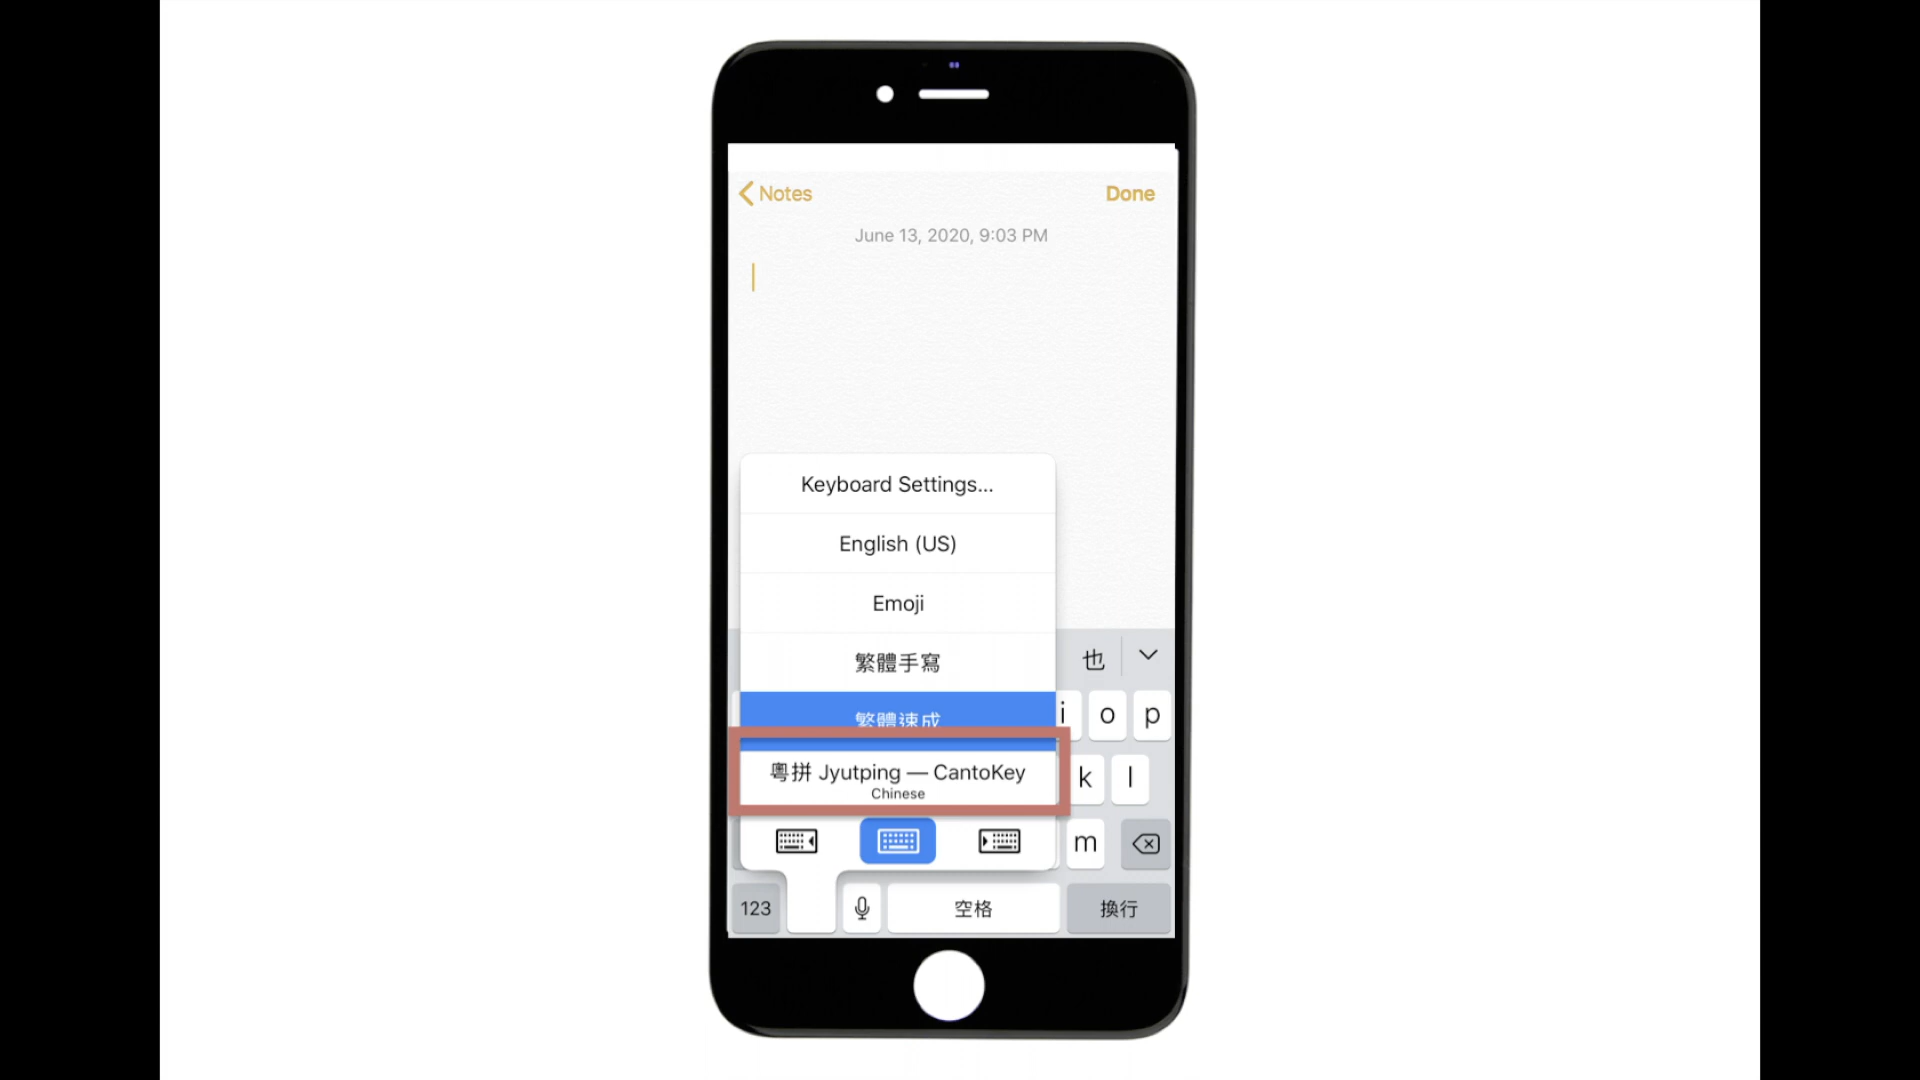 Notes
Done
June 13, 2020, 9:03 PM
Keyboard Settings...
English (US)
Emoji
繁體手寫
也
繁體速成
i o p
粵拼 Jyutping — CantoKey
Chinese
k l
m
123
空格
換行